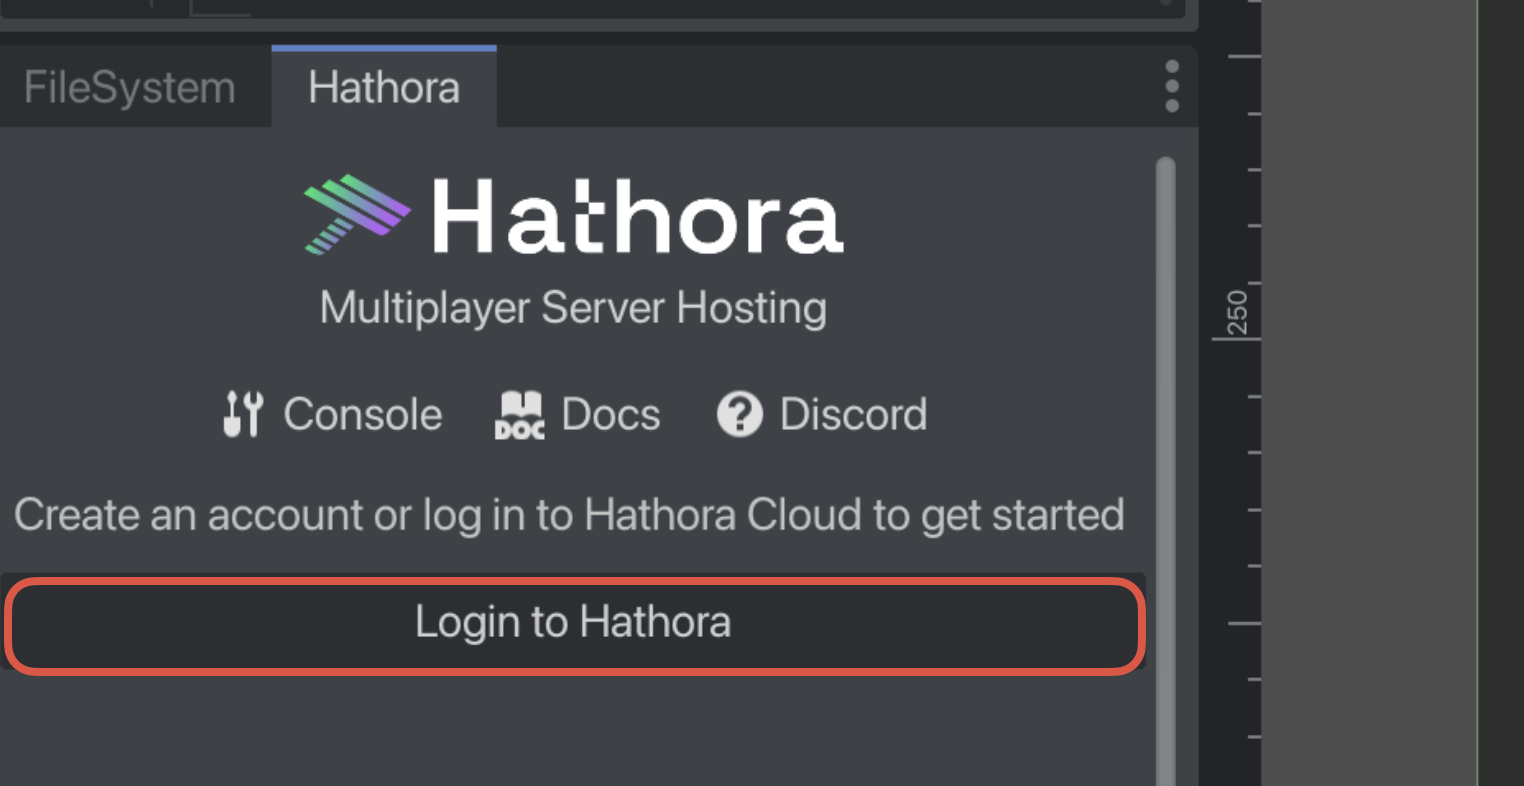 FileSystem Hathora
Hathora
Multiplayer Server Hosting
Console DOC Docs Discord
Create an account or log in to Hathora Cloud to get started
Login to Hathora
250